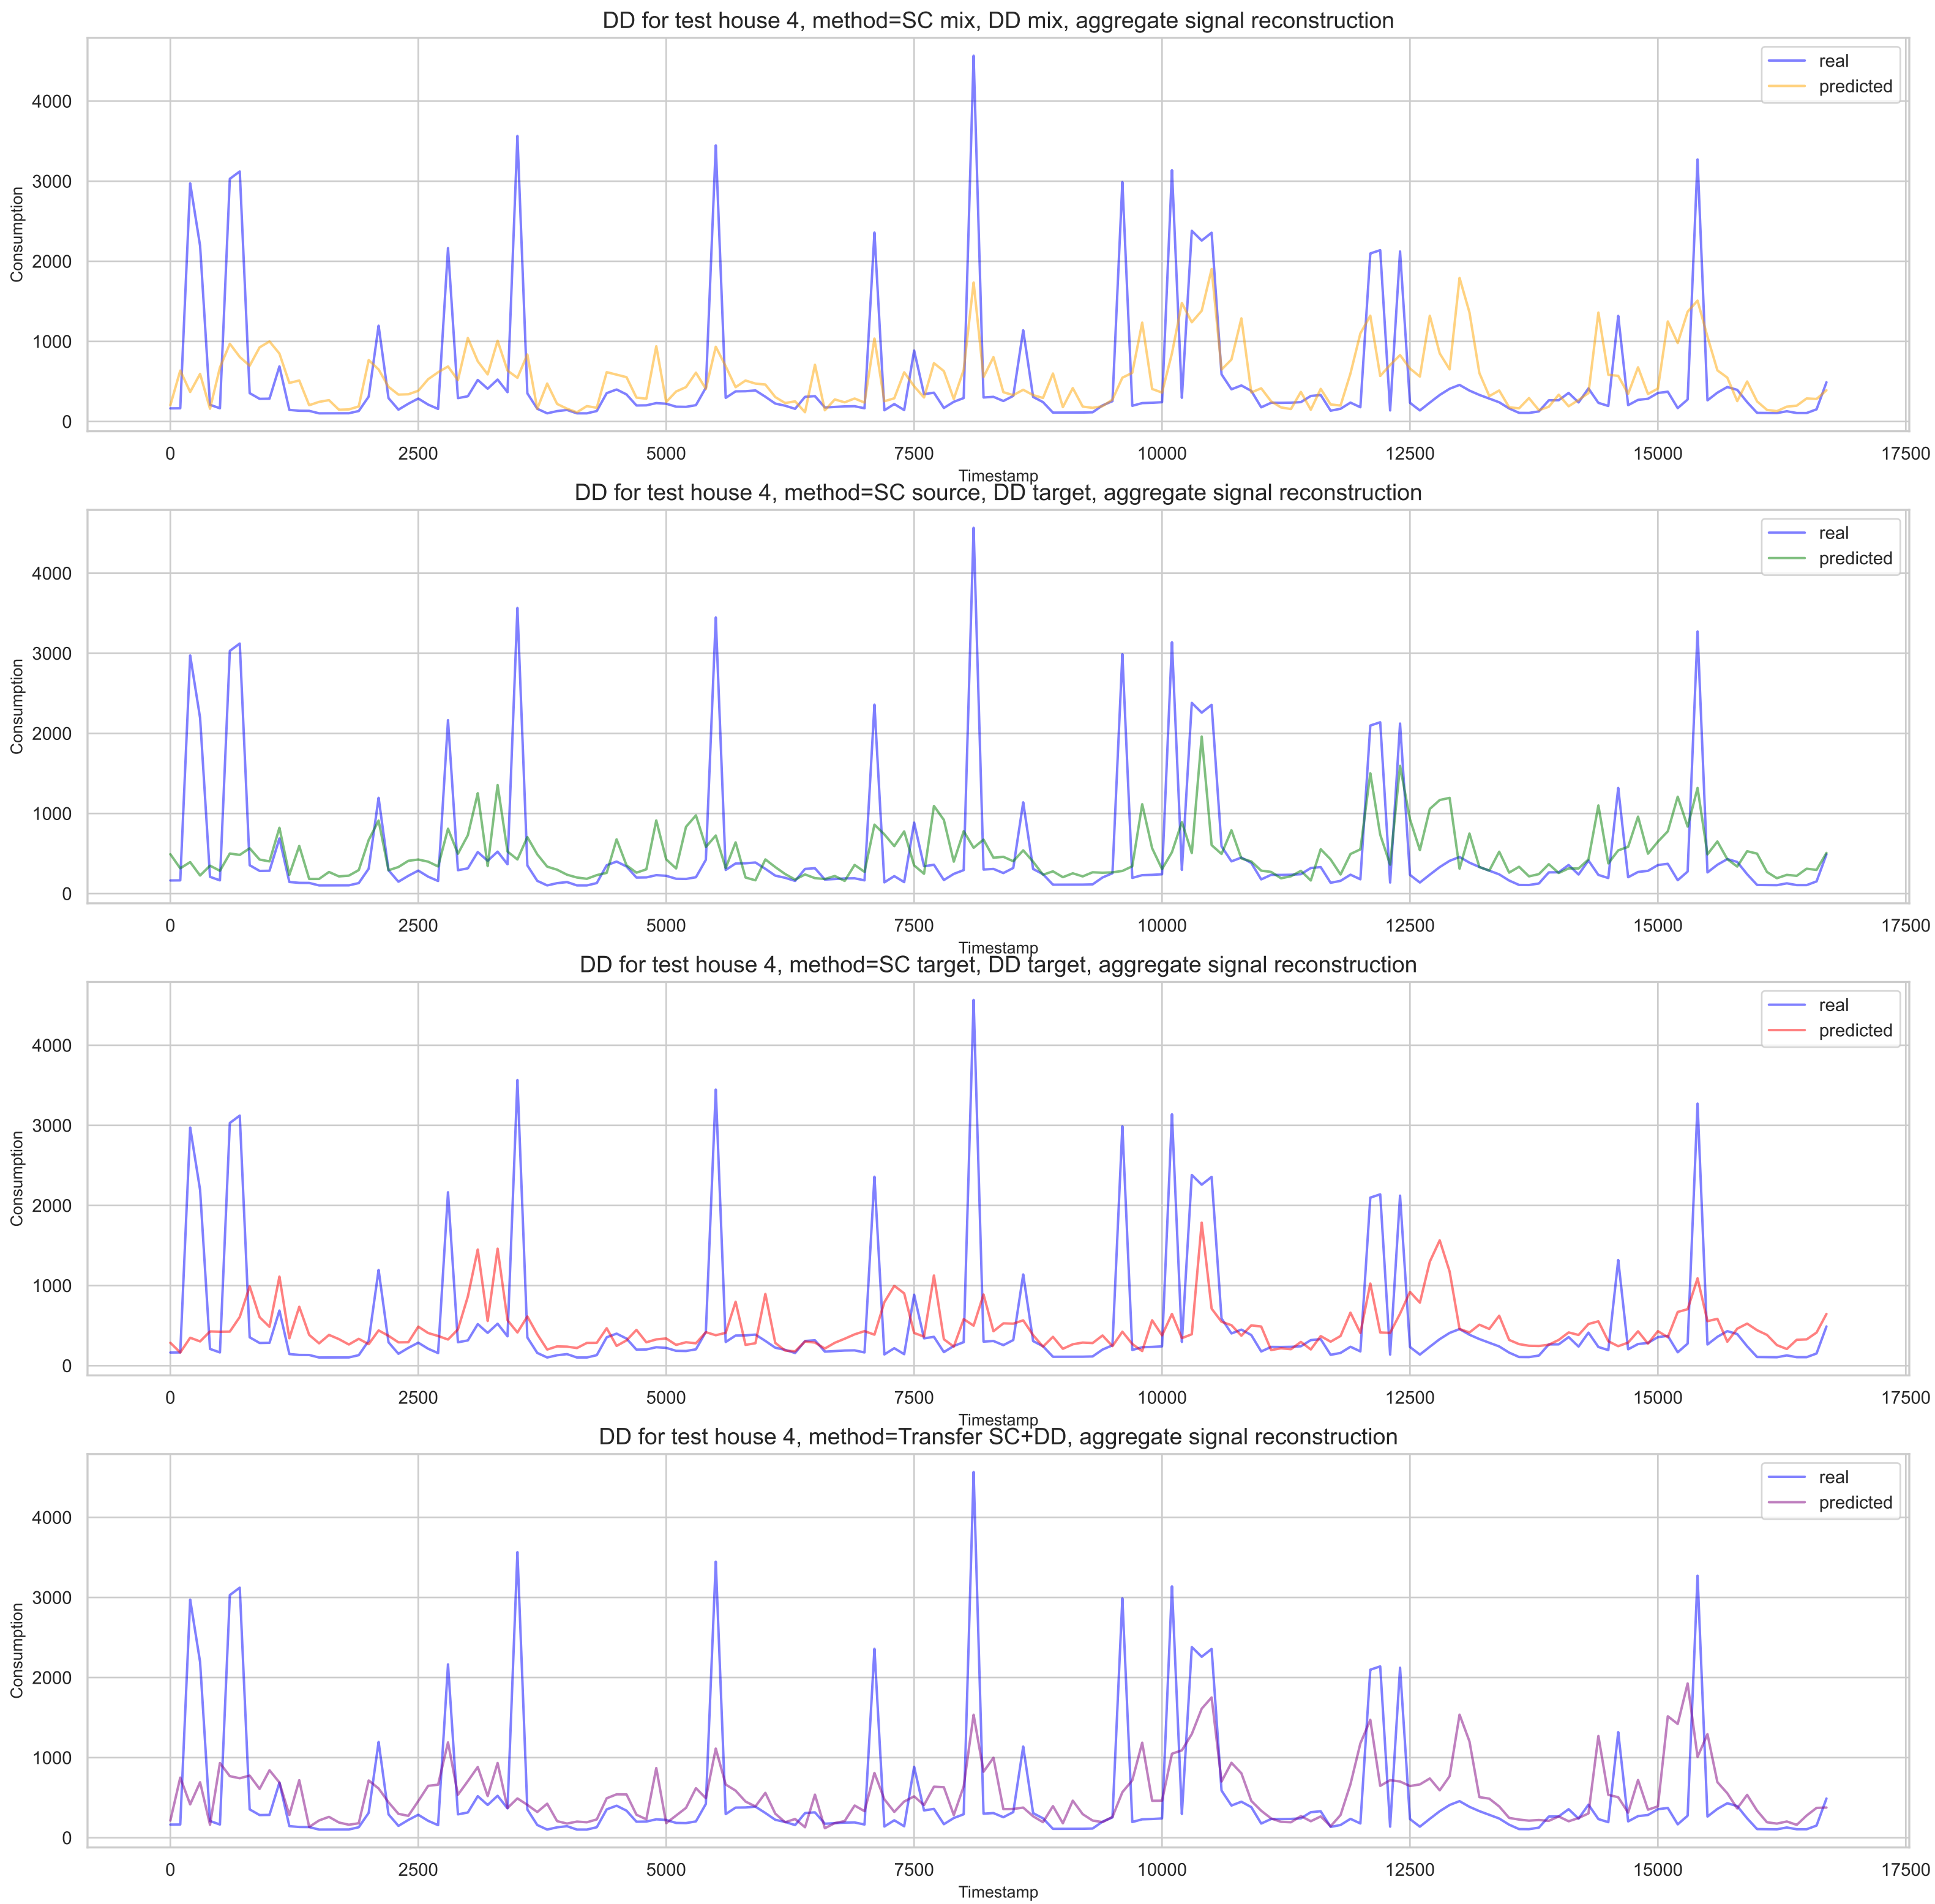 DD for test house 4, method=SC mix, DD mix, aggregate signal reconstruction
real
predicted
4000
3000
2000
1000
0
Consumption
0 2500 5000 7500 10000 12500 15000 17500
Timestamp
DD for test house 4, method=SC source, DD target, aggregate signal reconstruction
real
predicted
4000
3000
2000
1000
0
Consumption
0 2500 5000 7500 10000 12500 15000 17500
Timestamp
DD for test house 4, method=SC target, DD target, aggregate signal reconstruction
real
predicted
4000
3000
2000
1000
0
Consumption
0 2500 5000 7500 10000 12500 15000 17500
Timestamp
DD for test house 4, method=Transfer SC+DD, aggregate signal reconstruction
real
predicted
4000
3000
2000
1000
0
Consumption
0 2500 5000 7500 10000 12500 15000 17500
Timestamp